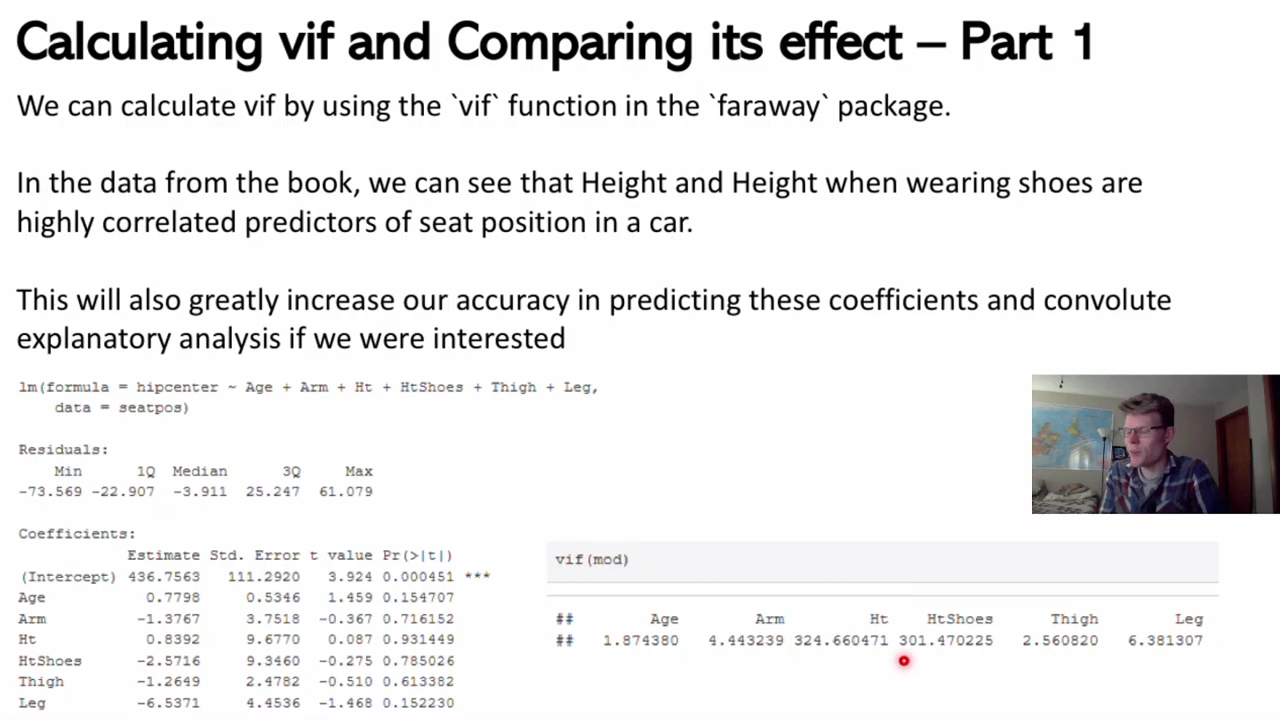 Calculating vif and Comparing its effect – Part 1
We can calculate vif by using the `vif` function in the `faraway` package.
In the data from the book, we can see that Height and Height when wearing shoes are
highly correlated predictors of seat position in a car.
This will also greatly increase our accuracy in predicting these coefficients and convolute
explanatory analysis if we were interested
lm(formula = hipcenter ~ Age + Arm + Ht + HtShoes + Thigh + Leg,
data = seatpos)
Residuals:
Min 1Q Median 3Q Max
-73.569 -22.907 -3.911 25.247 61.079
Coefficients:
Estimate Std. Error t value Pr(>|t|)
(Intercept) 436.7563 111.2920 3.924 0.000451 ***
Age 0.7798 0.5346 1.459 0.154707
Arm -1.3767 3.7518 -0.367 0.716152
Ht 0.8392 9.6770 0.087 0.931449
HtShoes -2.5716 9.3460 -0.275 0.785026
Thigh -1.2649 2.4782 -0.510 0.613382
Leg -6.5371 4.4536 -1.468 0.152230
vif(mod)
## Age Arm Ht HtShoes Thigh Leg
## 1.874380 4.443239 324.660471 301.470225 2.560820 6.381307